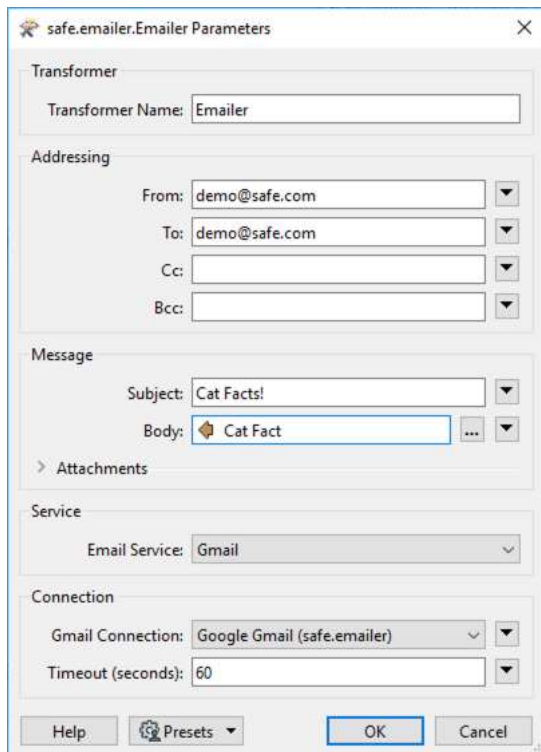 safe.emailer.Emailer Parameters
Transformer
Transformer Name: Emailer
Addressing
From: demo@safe.com
To: demo@safe.com
Cc:
Bcc:
Message
Subject: Cat Facts!
Body: Cat Fact ...
Attachments
Service
Email Service: Gmail
Connection
Gmail Connection: Google Gmail (safe.emailer)
Timeout (seconds): 60
Help Presets OK Cancel